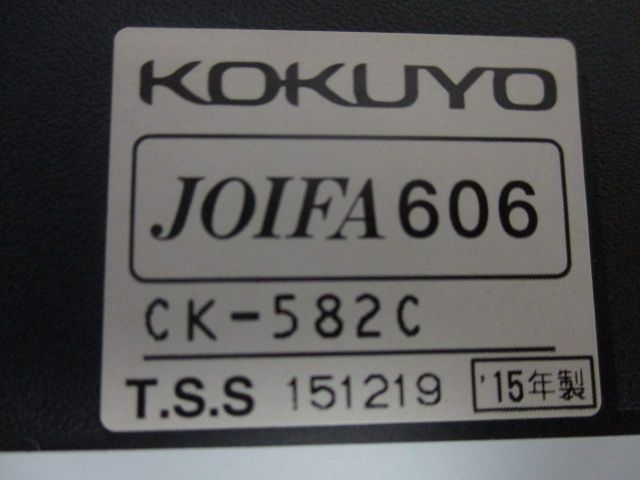 KOKUYO
JOIFA 606
CK-582C
T.S.S 151219 '15年製